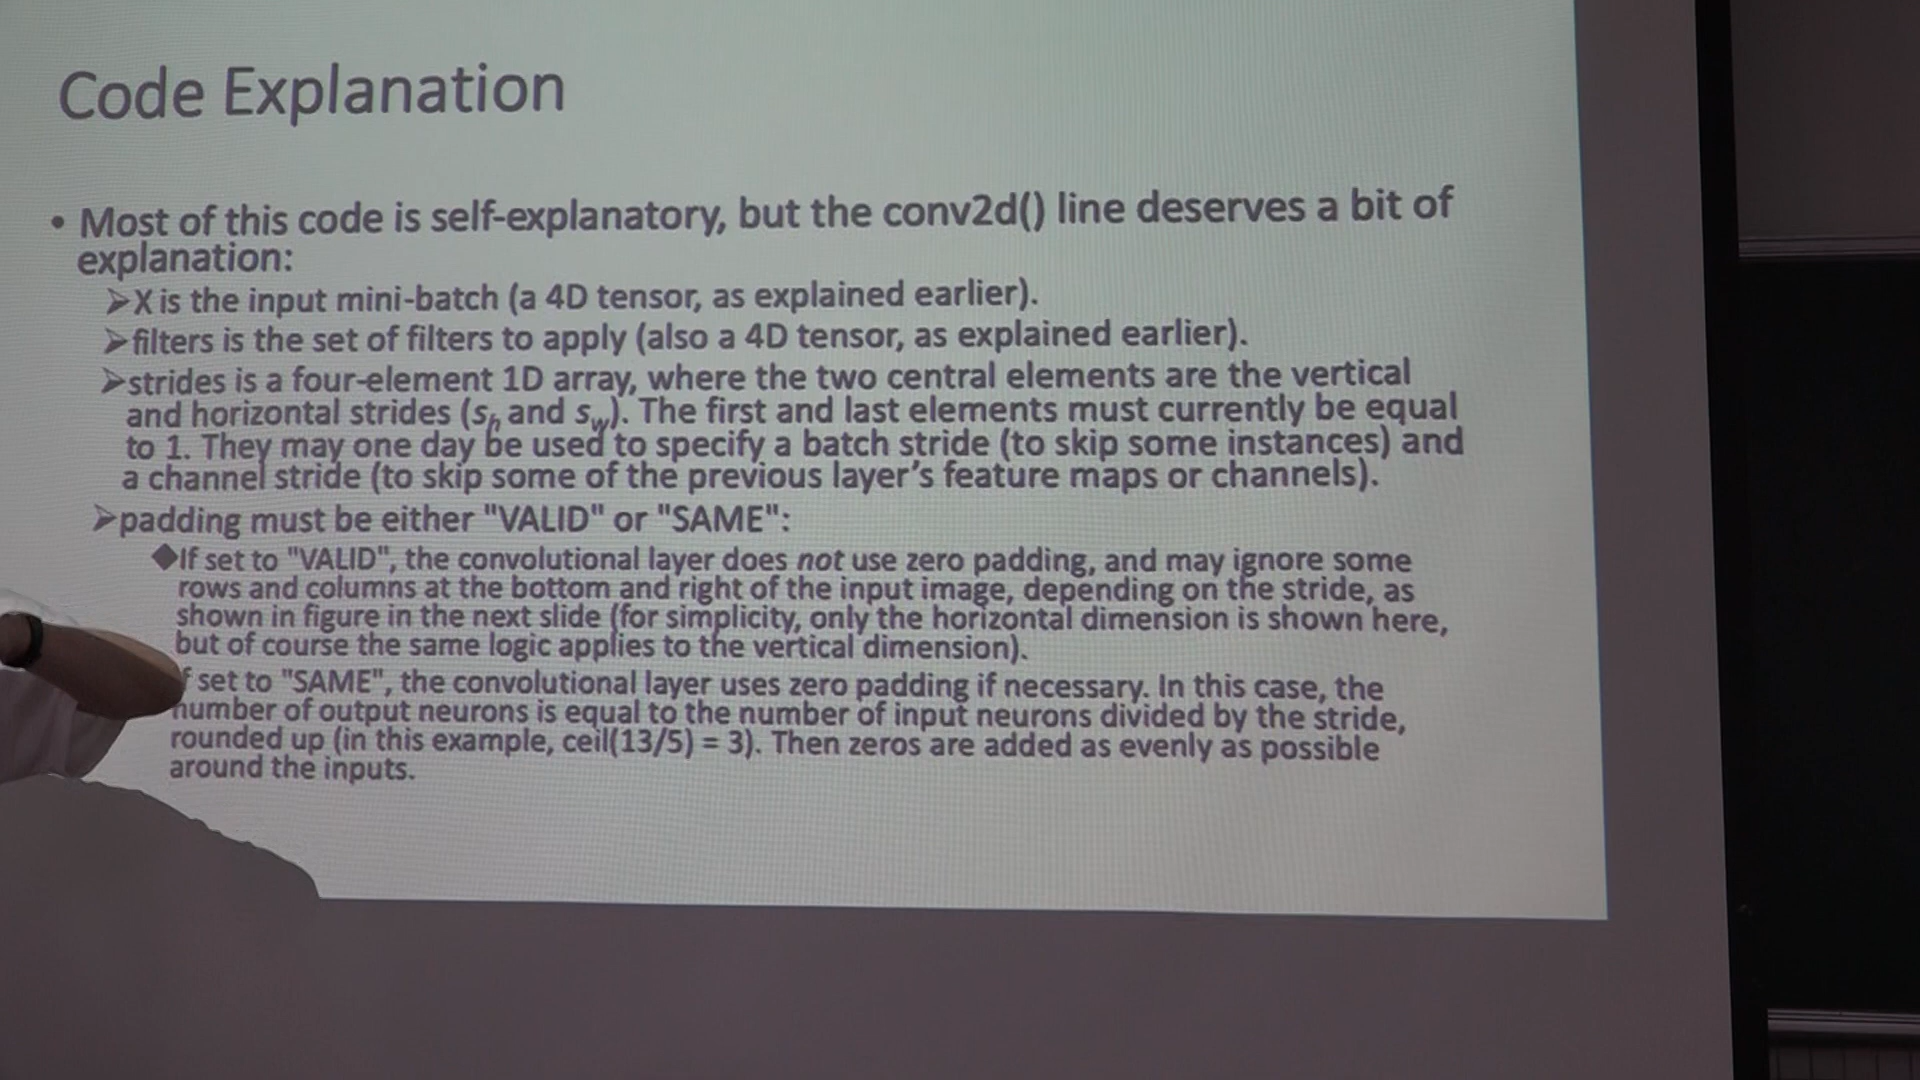 Code Explanation
• Most of this code is self-explanatory, but the conv2d() line deserves a bit of
explanation:
➢X is the input mini-batch (a 4D tensor, as explained earlier).
➢filters is the set of filters to apply (also a 4D tensor, as explained earlier).
➢strides is a four-element 1D array, where the two central elements are the vertical
and horizontal strides (sh and sw). The first and last elements must currently be equal
to 1. They may one day be used to specify a batch stride (to skip some instances) and
a channel stride (to skip some of the previous layer’s feature maps or channels).
➢padding must be either "VALID" or "SAME":
◆If set to "VALID", the convolutional layer does not use zero padding, and may ignore some
rows and columns at the bottom and right of the input image, depending on the stride, as
shown in figure in the next slide (for simplicity, only the horizontal dimension is shown here,
but of course the same logic applies to the vertical dimension).
f set to "SAME", the convolutional layer uses zero padding if necessary. In this case, the
number of output neurons is equal to the number of input neurons divided by the stride,
rounded up (in this example, ceil(13/5) = 3). Then zeros are added as evenly as possible
around the inputs.